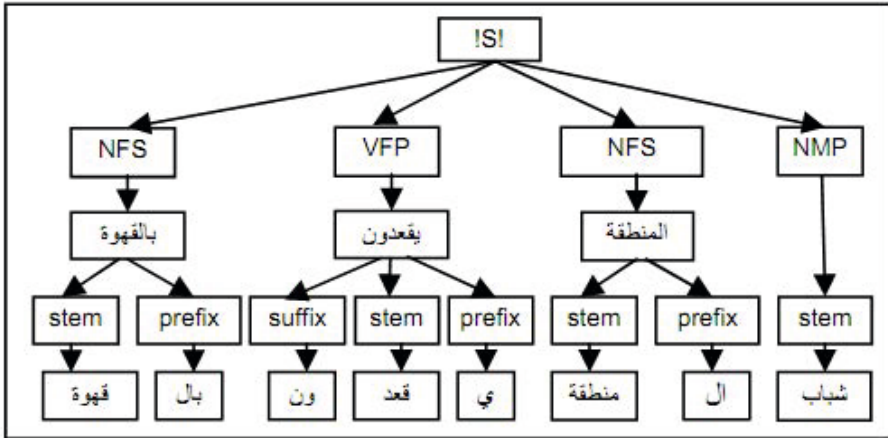 !S!
NFS VFP NFS NMP
بالقهوة يقعدون المنطقة
stem prefix suffix stem prefix stem prefix stem
قهوة بال ون قعد ي منطقة ال شباب